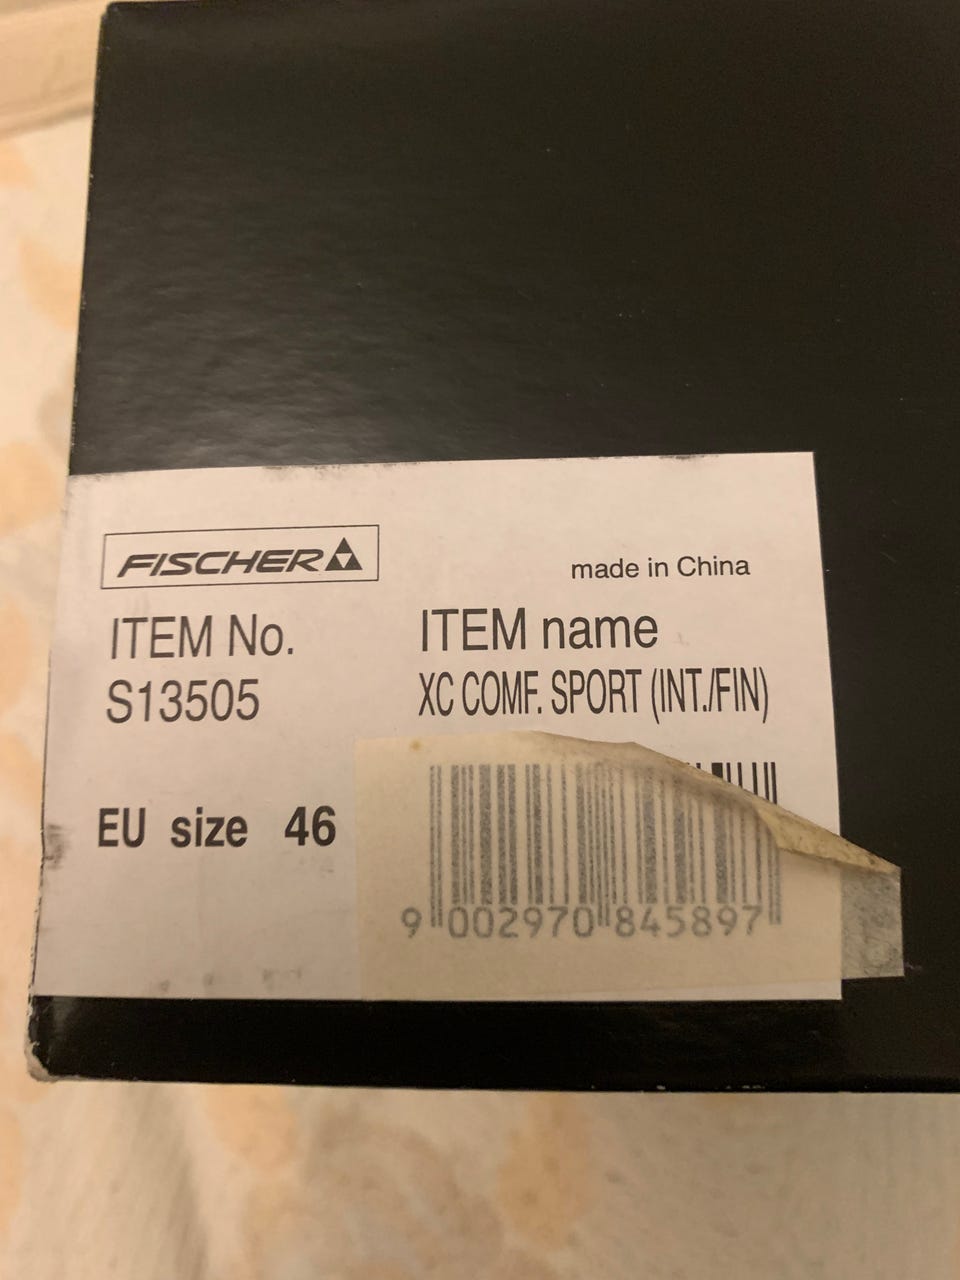 FISCHER
made in China
ITEM No.
ITEM name
S13505
XC COMF. SPORT (INT./FIN)
EU size 46
9 002970 845897